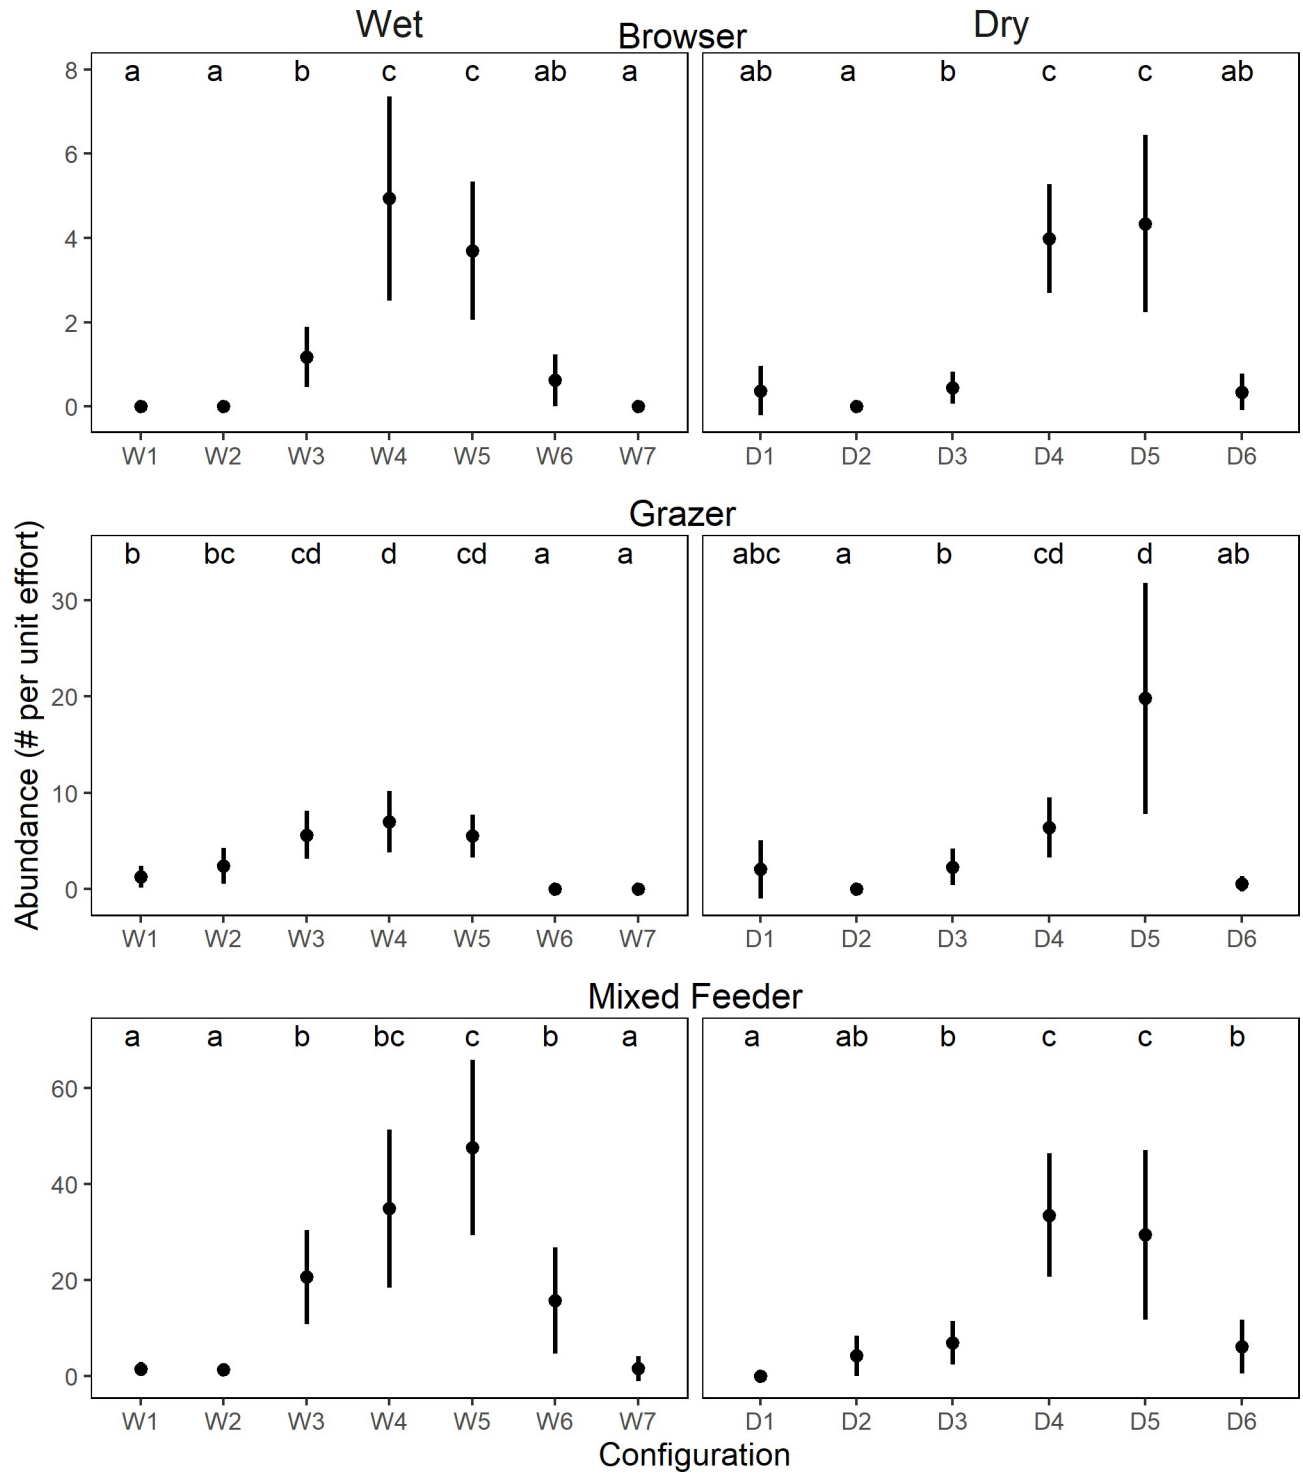 Wet Dry
Browser
a a b c c ab a
ab a b c c ab
8
6
4
2
0
W1 W2 W3 W4 W5 W6 W7
D1 D2 D3 D4 D5 D6
Grazer
b bc cd d cd a a
abc a b cd d ab
30
20
10
0
W1 W2 W3 W4 W5 W6 W7
D1 D2 D3 D4 D5 D6
Abundance (# per unit effort)
Mixed Feeder
a a b bc c b a
a ab b c c b
60
40
20
0
W1 W2 W3 W4 W5 W6 W7
D1 D2 D3 D4 D5 D6
Configuration